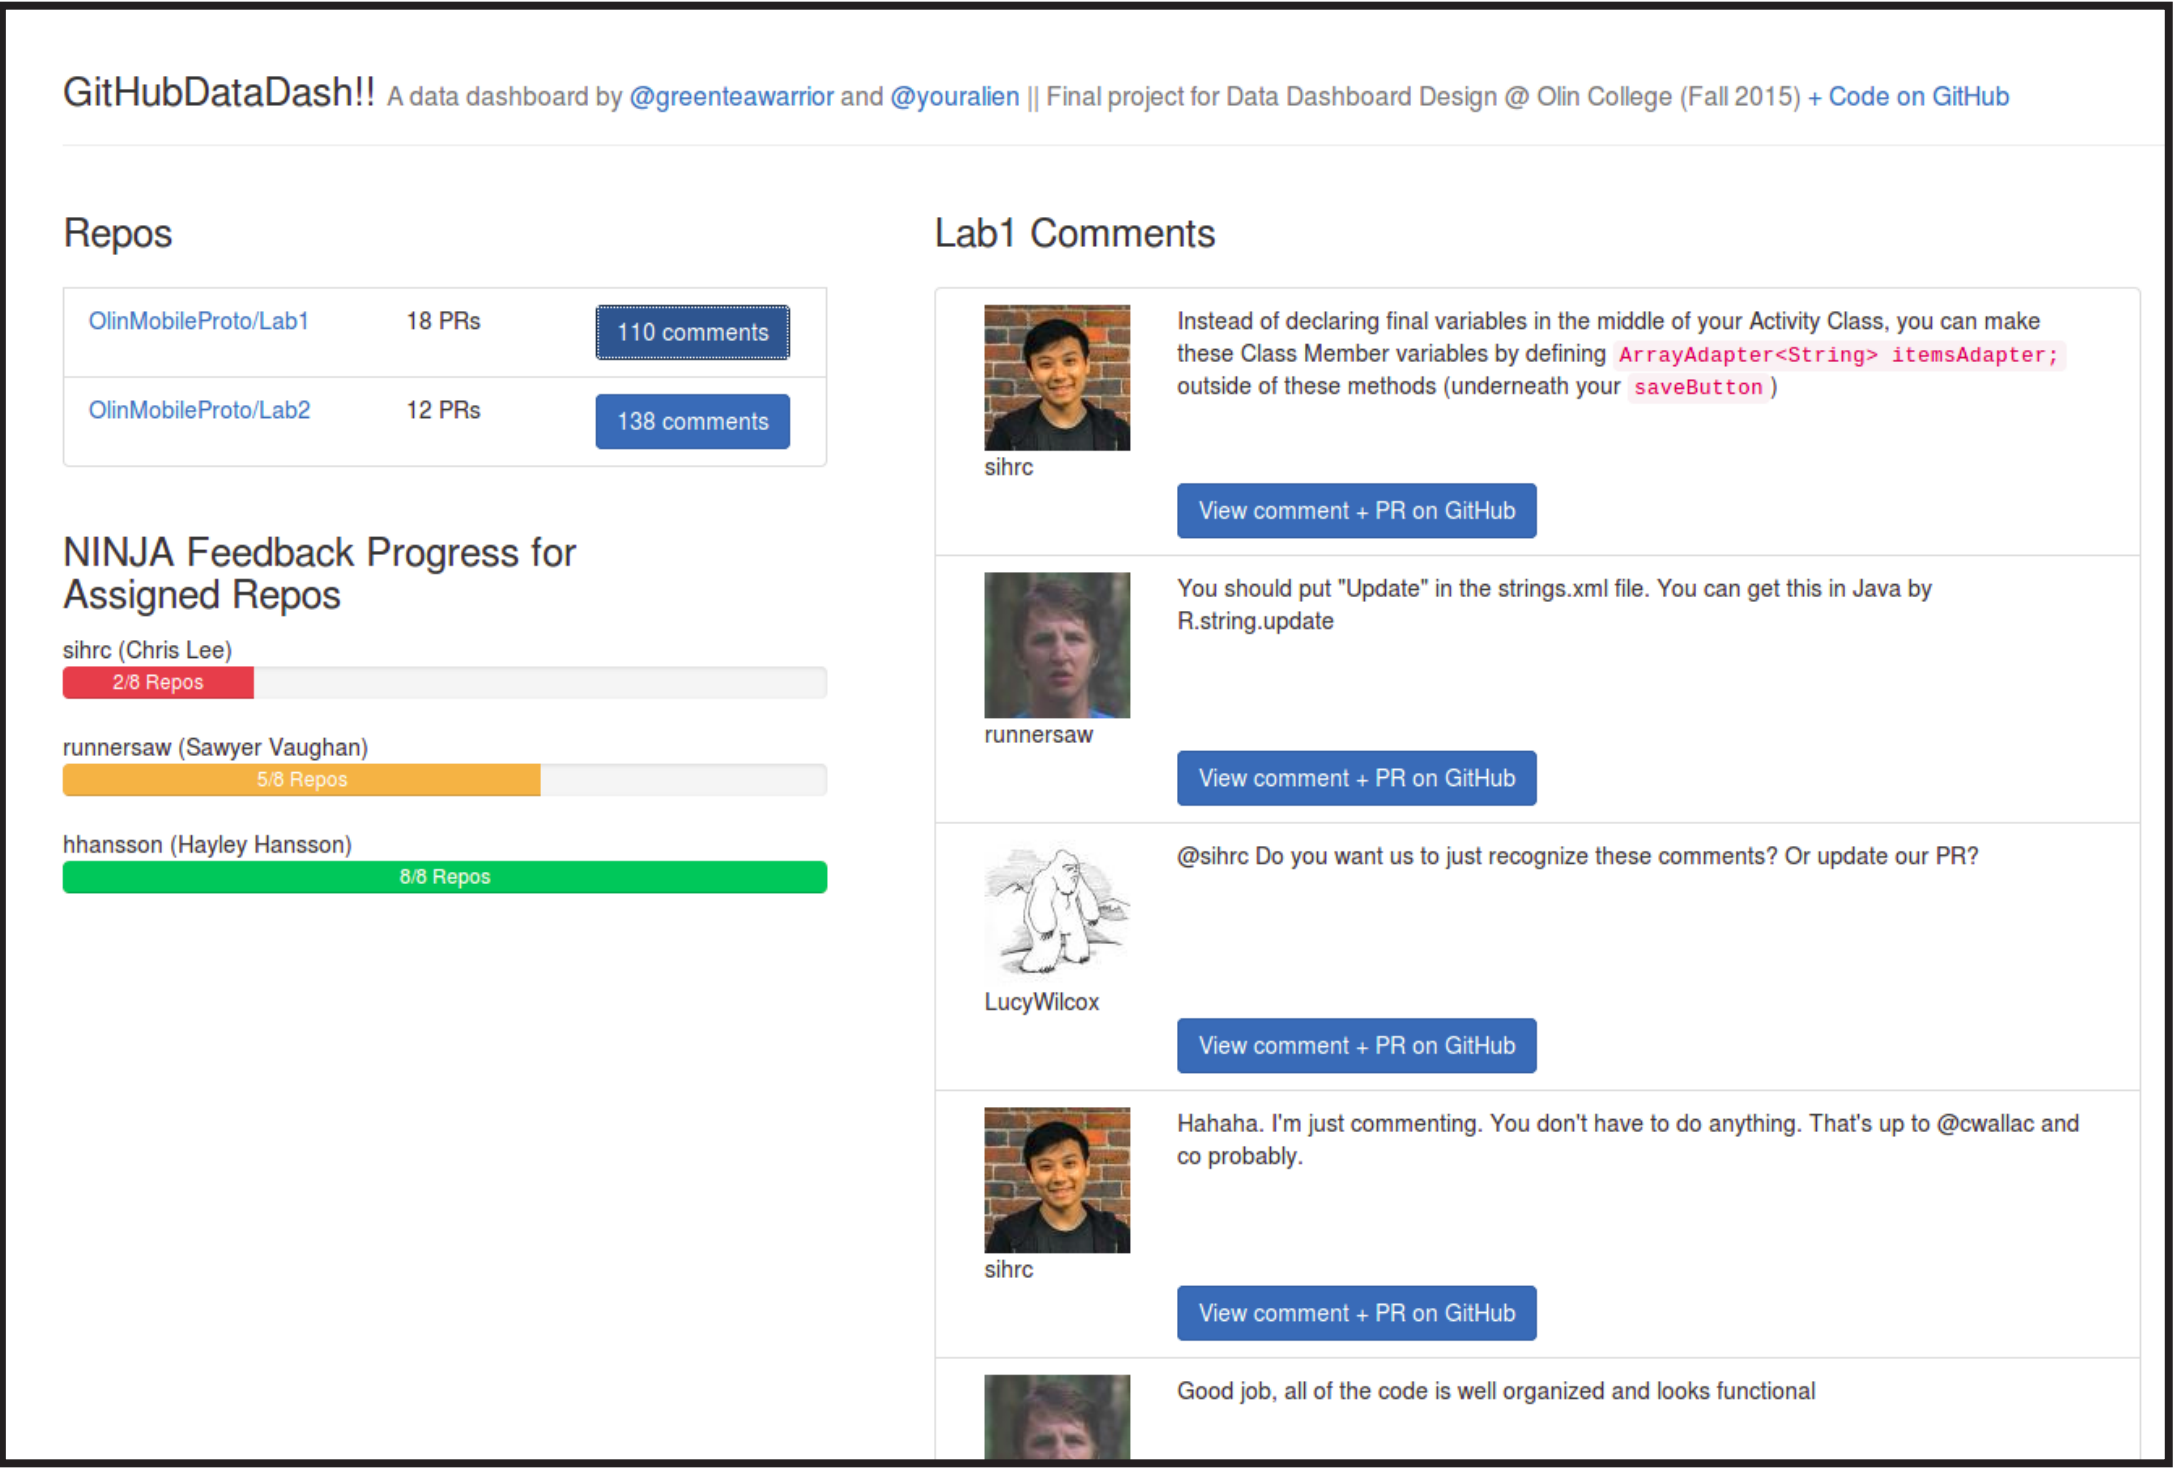 GitHubDataDash!! A data dashboard by @greenteawarrior and @youralien || Final project for Data Dashboard Design @ Olin College (Fall 2015) + Code on GitHub
Repos
OlinMobileProto/Lab1 18 PRs 110 comments
OlinMobileProto/Lab2 12 PRs 138 comments
NINJA Feedback Progress for
Assigned Repos
sihrc (Chris Lee)
2/8 Repos
runnersaw (Sawyer Vaughan)
5/8 Repos
hhansson (Hayley Hansson)
8/8 Repos
Lab1 Comments
Instead of declaring final variables in the middle of your Activity Class, you can make
these Class Member variables by defining ArrayAdapter<String> itemsAdapter;
outside of these methods (underneath your saveButton )
sihrc
View comment + PR on GitHub
You should put "Update" in the strings.xml file. You can get this in Java by
R.string.update
runnersaw
View comment + PR on GitHub
@sihrc Do you want us to just recognize these comments? Or update our PR?
LucyWilcox
View comment + PR on GitHub
Hahaha. I'm just commenting. You don't have to do anything. That's up to @cwallac and
co probably.
sihrc
View comment + PR on GitHub
Good job, all of the code is well organized and looks functional